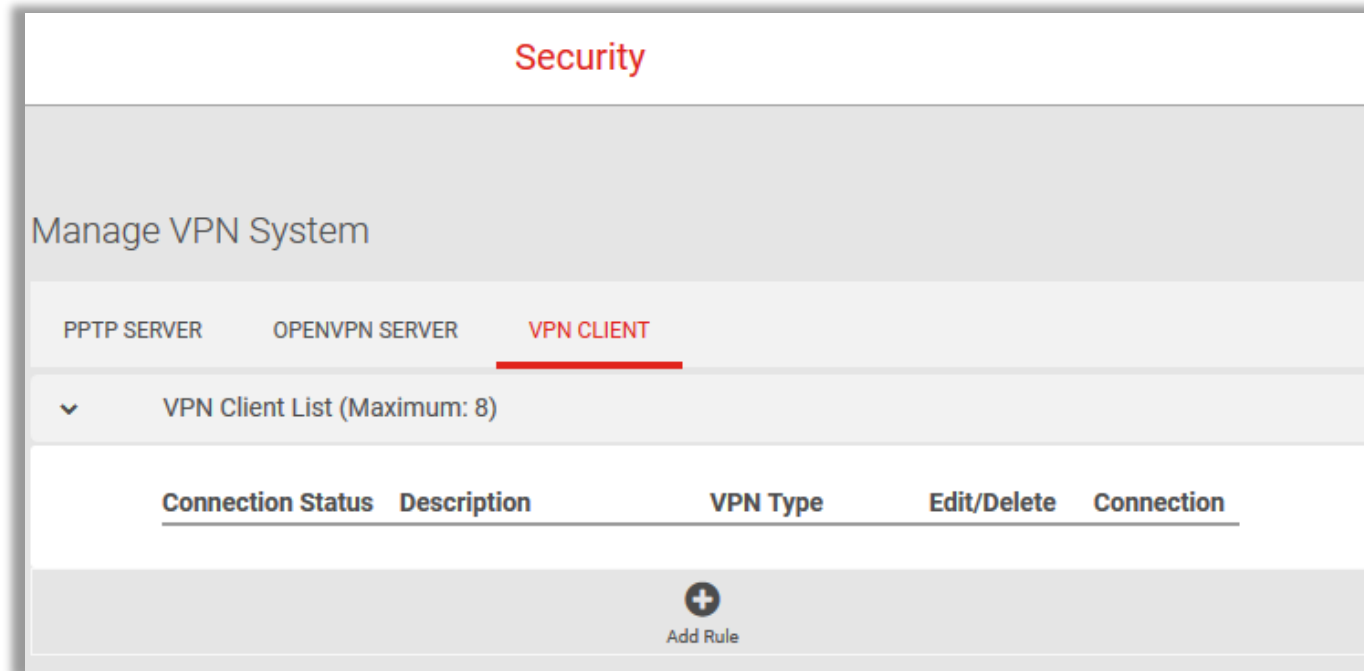 Security
Manage VPN System
PPTP SERVER OPENVPN SERVER VPN CLIENT
VPN Client List (Maximum: 8)
Connection Status Description VPN Type Edit/Delete Connection
Add Rule